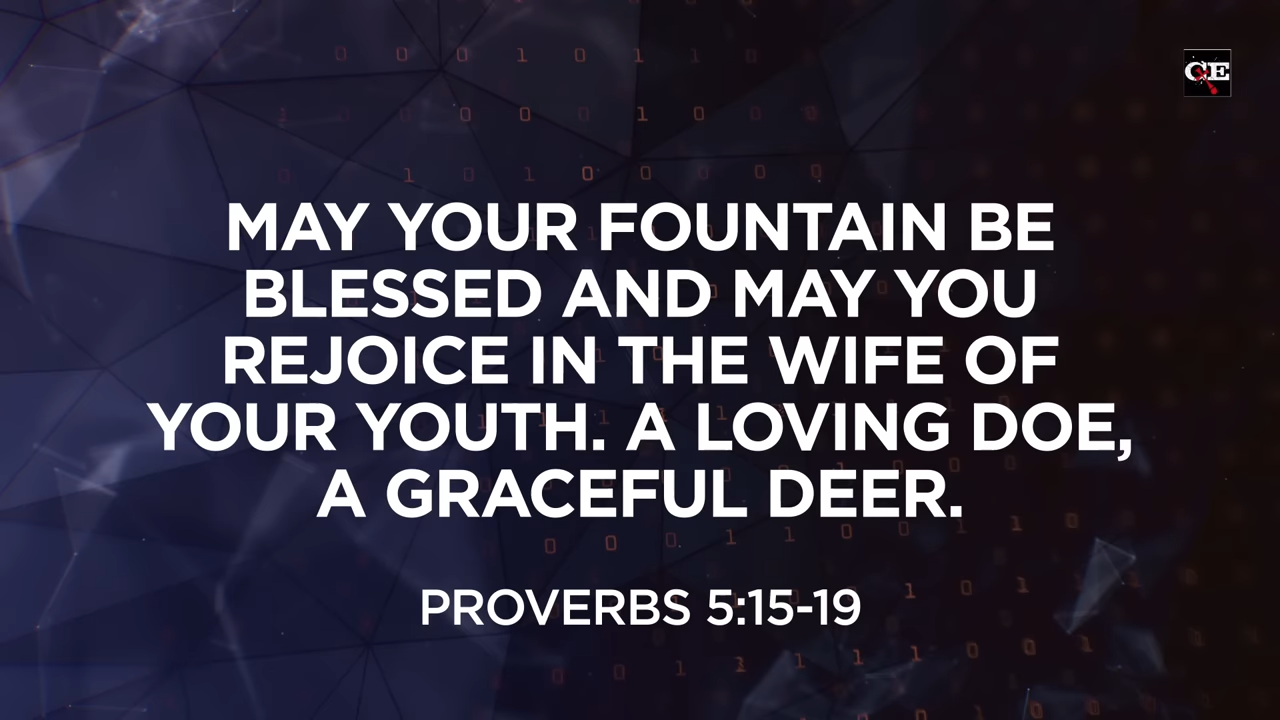 CE
MAY YOUR FOUNTAIN BE
BLESSED AND MAY YOU
REJOICE IN THE WIFE OF
YOUR YOUTH. A LOVING DOE,
A GRACEFUL DEER.
PROVERBS 5:15-19